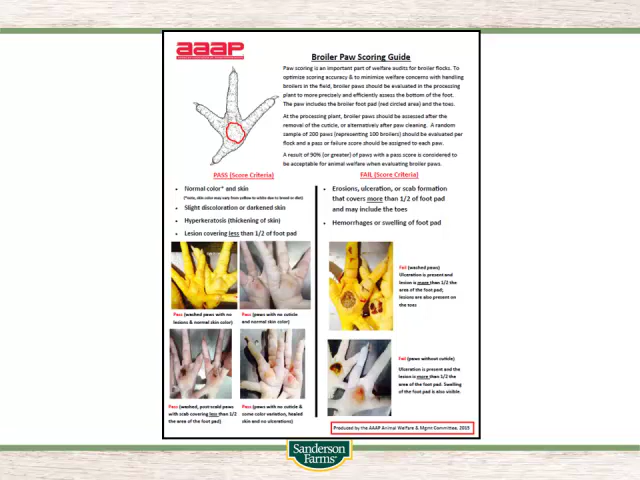 aaap
Broiler Paw Scoring Guide
Paw scoring is an important part of welfare audits for broiler flocks. To
optimize scoring accuracy & to minimize welfare concerns with handling
broilers in the field, broiler paws should be evaluated in the processing
plant to more precisely and efficiently assess the bottom of the foot.
The paw includes the broiler foot pad (red circled area) and the toes.
At the processing plant, broiler paws should be assessed after the
removal of the cuticle, or alternatively after paw cleaning. A random
sample of 200 paws (representing 100 broilers) should be evaluated per
flock and a pass or failure score should be assigned to each paw.
A result of 90% (or greater) of paws with a pass score is considered to
be acceptable for animal welfare when evaluating broiler paws.
PASS (Score Criteria)
• Normal color* and skin
(*note, skin color may vary from yellow to white due to breed or diet)
• Slight discoloration or darkened skin
• Hyperkeratosis (thickening of skin)
• Lesion covering less than 1/2 of foot pad
FAIL (Score Criteria)
• Erosions, ulceration, or scab formation
that covers more than 1/2 of foot pad
and may include the toes
• Hemorrhages or swelling of foot pad
Pass (washed paws with no
lesions & normal skin color)
Pass (paws with no cuticle
and normal skin color)
Pass (washed, post-scald paws
with scab covering less than 1/2
the area of the foot pad)
Pass (paws with no cuticle &
some color variation, healed
skin and no ulcerations)
Fail (washed paws)
Ulceration is present and
lesion is more than 1/2 the
area of the foot pad;
lesions are also present on
the toes
Fail (paws without cuticle)
Ulceration is present and the
lesion is more than 1/2 the
area of the foot pad. Swelling
of the foot pad is also visible.
Produced by the AAAP Animal Welfare & Mgmt Committee, 2015
Sanderson
Farms®